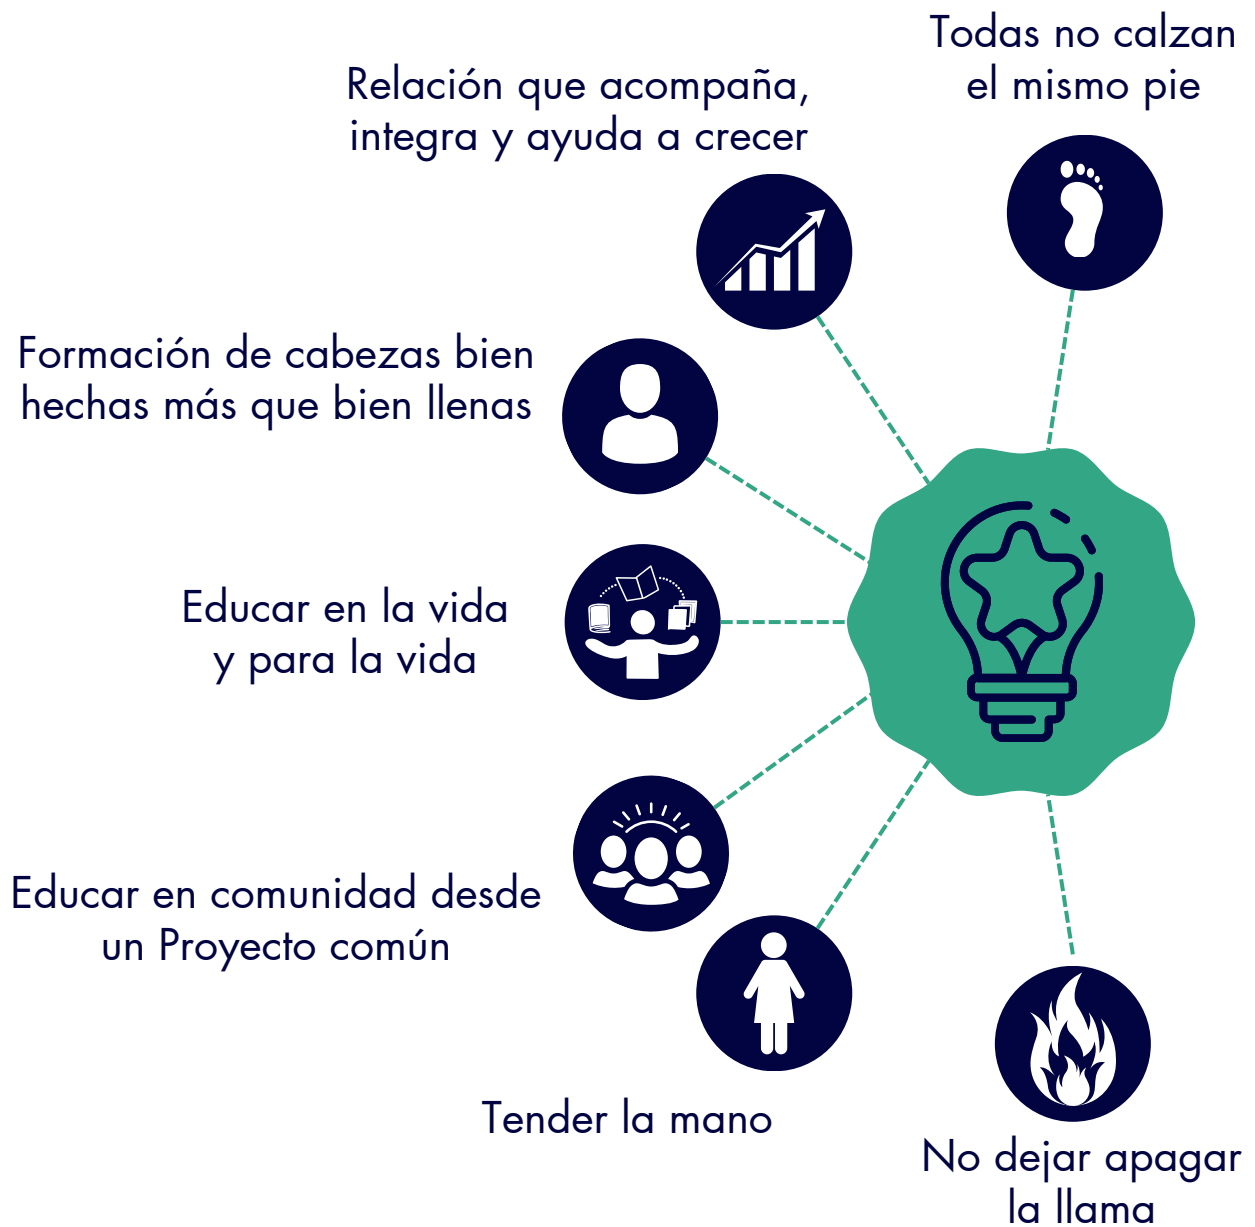 Todas no calzan
el mismo pie
Relación que acompaña,
integra y ayuda a crecer
Formación de cabezas bien
hechas más que bien llenas
Educar en la vida
y para la vida
Educar en comunidad desde
un Proyecto común
Tender la mano
No dejar apagar
la llama